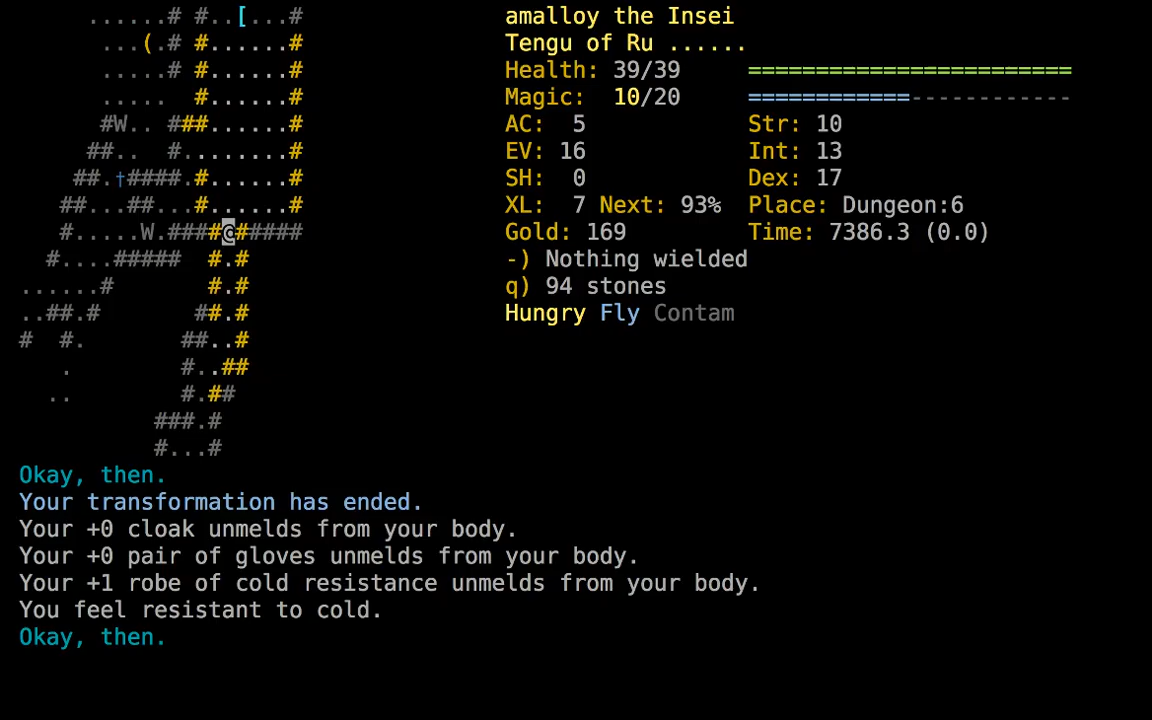 ......# #..[...# amalloy the Insei
...(.# #......# Tengu of Ru ......
.....# #......# Health: 39/39 ========================
..... #......# Magic: 10/20 ============------------
#W.. ###......# AC: 5 Str: 10
##.. #........# EV: 16 Int: 13
##.†####.#......# SH: 0 Dex: 17
##...##...#......# XL: 7 Next: 93% Place: Dungeon:6
#.....W.####@##### Gold: 169 Time: 7386.3 (0.0)
#....##### #.# -) Nothing wielded
......# #.# q) 94 stones
..##.# ##.# Hungry Fly Contam
# #. ##..#
. #..##
.. #.##
###.#
#...#
Okay, then.
Your transformation has ended.
Your +0 cloak unmelds from your body.
Your +0 pair of gloves unmelds from your body.
Your +1 robe of cold resistance unmelds from your body.
You feel resistant to cold.
Okay, then.